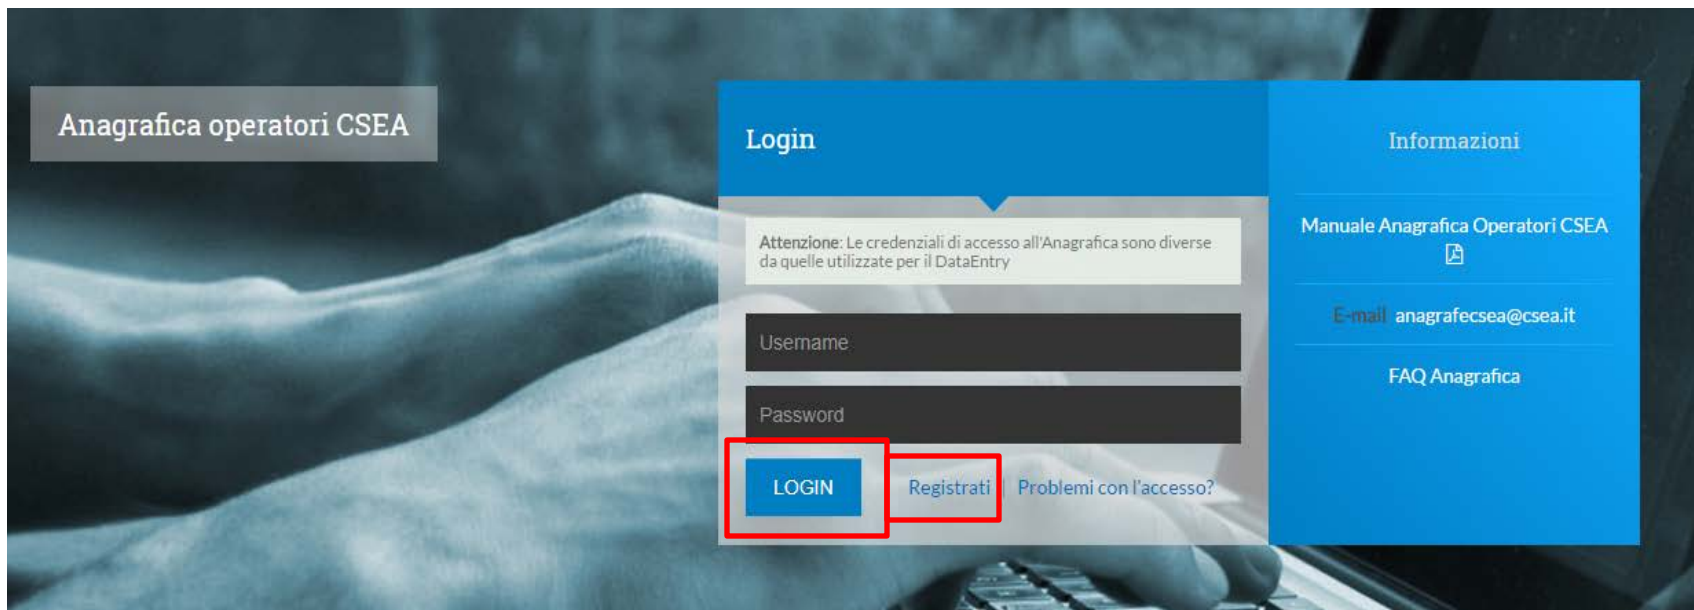 Anagrafica operatori CSEA
Login
Attenzione: Le credenziali di accesso all'Anagrafica sono diverse
da quelle utilizzate per il DataEntry
Username
Password
LOGIN
Registrati | Problemi con l'accesso?
Informazioni
Manuale Anagrafica Operatori CSEA
E-mail anagrafecsea@csea.it
FAQ Anagrafica